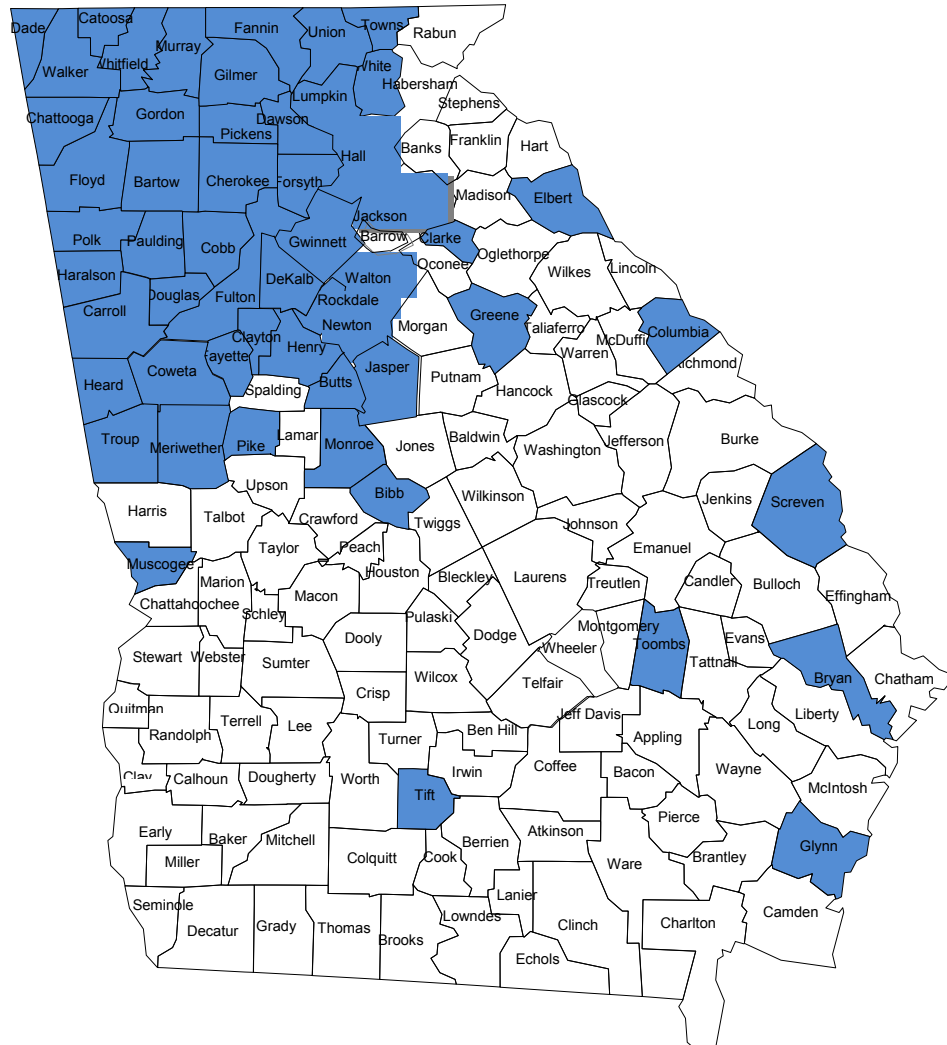 Dade
Catoosa
Whitfield
Murray
Fannin
Union
Towns
Rabun
Walker
Gilmer
White
Habersham
Lumpkin
Stephens
Chattooga
Gordon
Pickens
Dawson
Hall
Banks
Franklin
Hart
Floyd
Bartow
Cherokee
Forsyth
Jackson
Madison
Elbert
Polk
Paulding
Cobb
Gwinnett
Barrow
Clarke
Oconee
Oglethorpe
Wilkes
Lincoln
Haralson
Douglas
Fulton
DeKalb
Walton
Rockdale
Carroll
Clayton
Newton
Morgan
Greene
Taliaferro
McDuffi
Columbia
Richmond
Warren
Heard
Coweta
Fayette
Henry
Spalding
Butts
Jasper
Putnam
Hancock
Glascock
Troup
Meriwether
Pike
Lamar
Monroe
Jones
Baldwin
Washington
Jefferson
Burke
Upson
Bibb
Wilkinson
Jenkins
Screven
Harris
Talbot
Crawford
Twiggs
Johnson
Emanuel
Muscogee
Taylor
Peach
Houston
Bleckley
Laurens
Treutlen
Candler
Bulloch
Effingham
Marion
Macon
Chattahoochee
Schley
Dooly
Pulaski
Dodge
Wheeler
Montgomery
Toombs
Tattnall
Evans
Bryan
Chatham
Stewart
Webster
Sumter
Crisp
Wilcox
Telfair
Jeff Davis
Appling
Long
Liberty
Quitman
Randolph
Terrell
Lee
Turner
Ben Hill
Coffee
Bacon
Wayne
McIntosh
Clay
Calhoun
Dougherty
Worth
Tift
Irwin
Early
Baker
Mitchell
Miller
Colquitt
Cook
Berrien
Atkinson
Ware
Pierce
Brantley
Glynn
Seminole
Decatur
Grady
Thomas
Brooks
Lowndes
Lanier
Clinch
Echols
Charlton
Camden